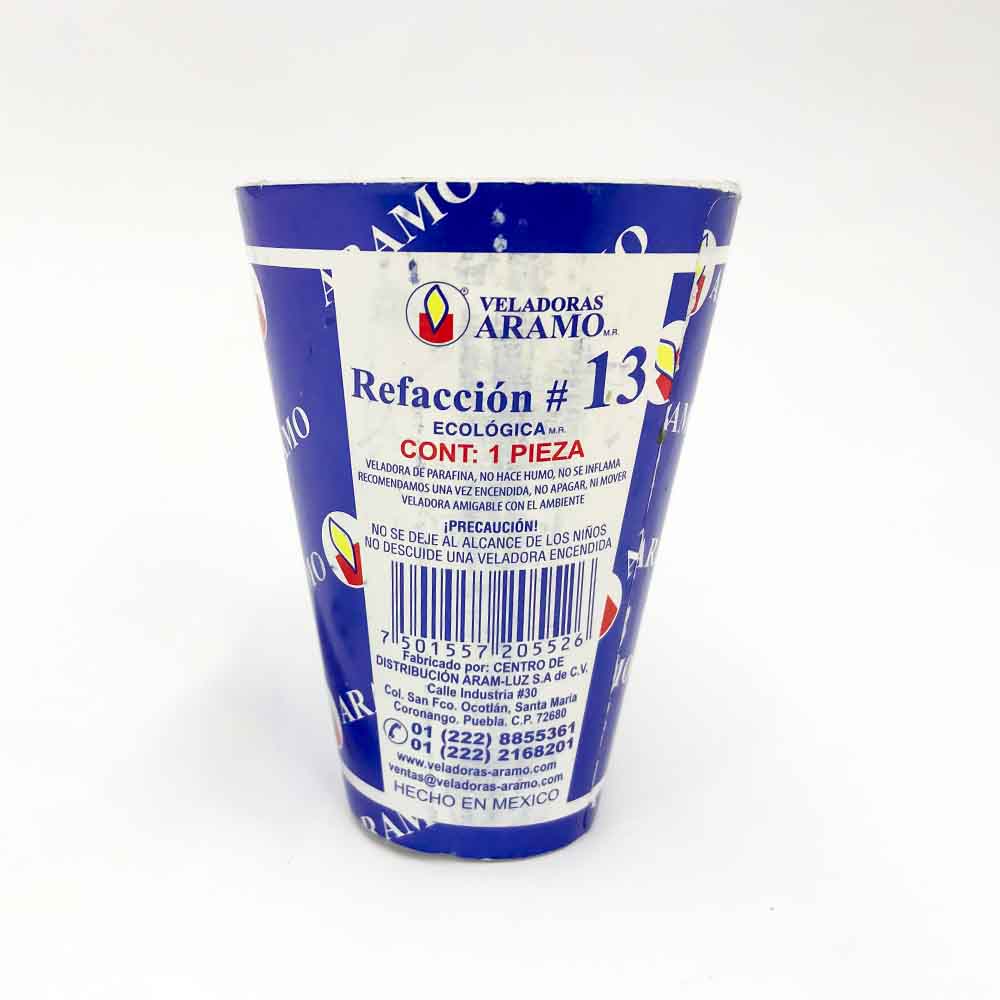 ARAMO
VELADORAS
ARAMO M.R.
Refacción # 13
ECOLÓGICA M.R.
CONT: 1 PIEZA
VELADORA DE PARAFINA, NO HACE HUMO, NO SE INFLAMA
RECOMENDAMOS UNA VEZ ENCENDIDA, NO APAGAR, NI MOVER
VELADORA AMIGABLE CON EL AMBIENTE
¡PRECAUCIÓN!
NO SE DEJE AL ALCANCE DE LOS NIÑOS
NO DESCUIDE UNA VELADORA ENCENDIDA
7 501557 205526
Fabricado por: CENTRO DE
DISTRIBUCIÓN ARAM-LUZ S.A de C.V.
Calle Industria #30
Col. San Fco. Ocotlán, Santa María
Coronango, Puebla, C.P. 72680
01 (222) 8855361
01 (222) 2168201
www.veladoras-aramo.com
ventas@veladoras-aramo.com
HECHO EN MEXICO